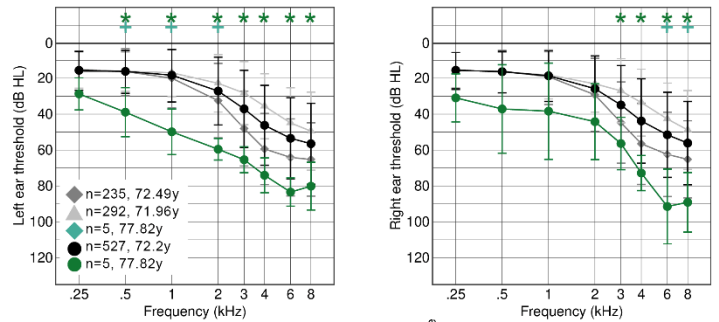 0
20
40
60
80
100
120
Left ear threshold (dB HL)
n=235, 72.49y
n=292, 71.96y
n=5, 77.82y
n=527, 72.2y
n=5, 77.82y
.25 .5 1 2 3 4 6 8
Frequency (kHz)
0
20
40
60
80
100
120
Right ear threshold (dB HL)
.25 .5 1 2 3 4 6 8
Frequency (kHz)